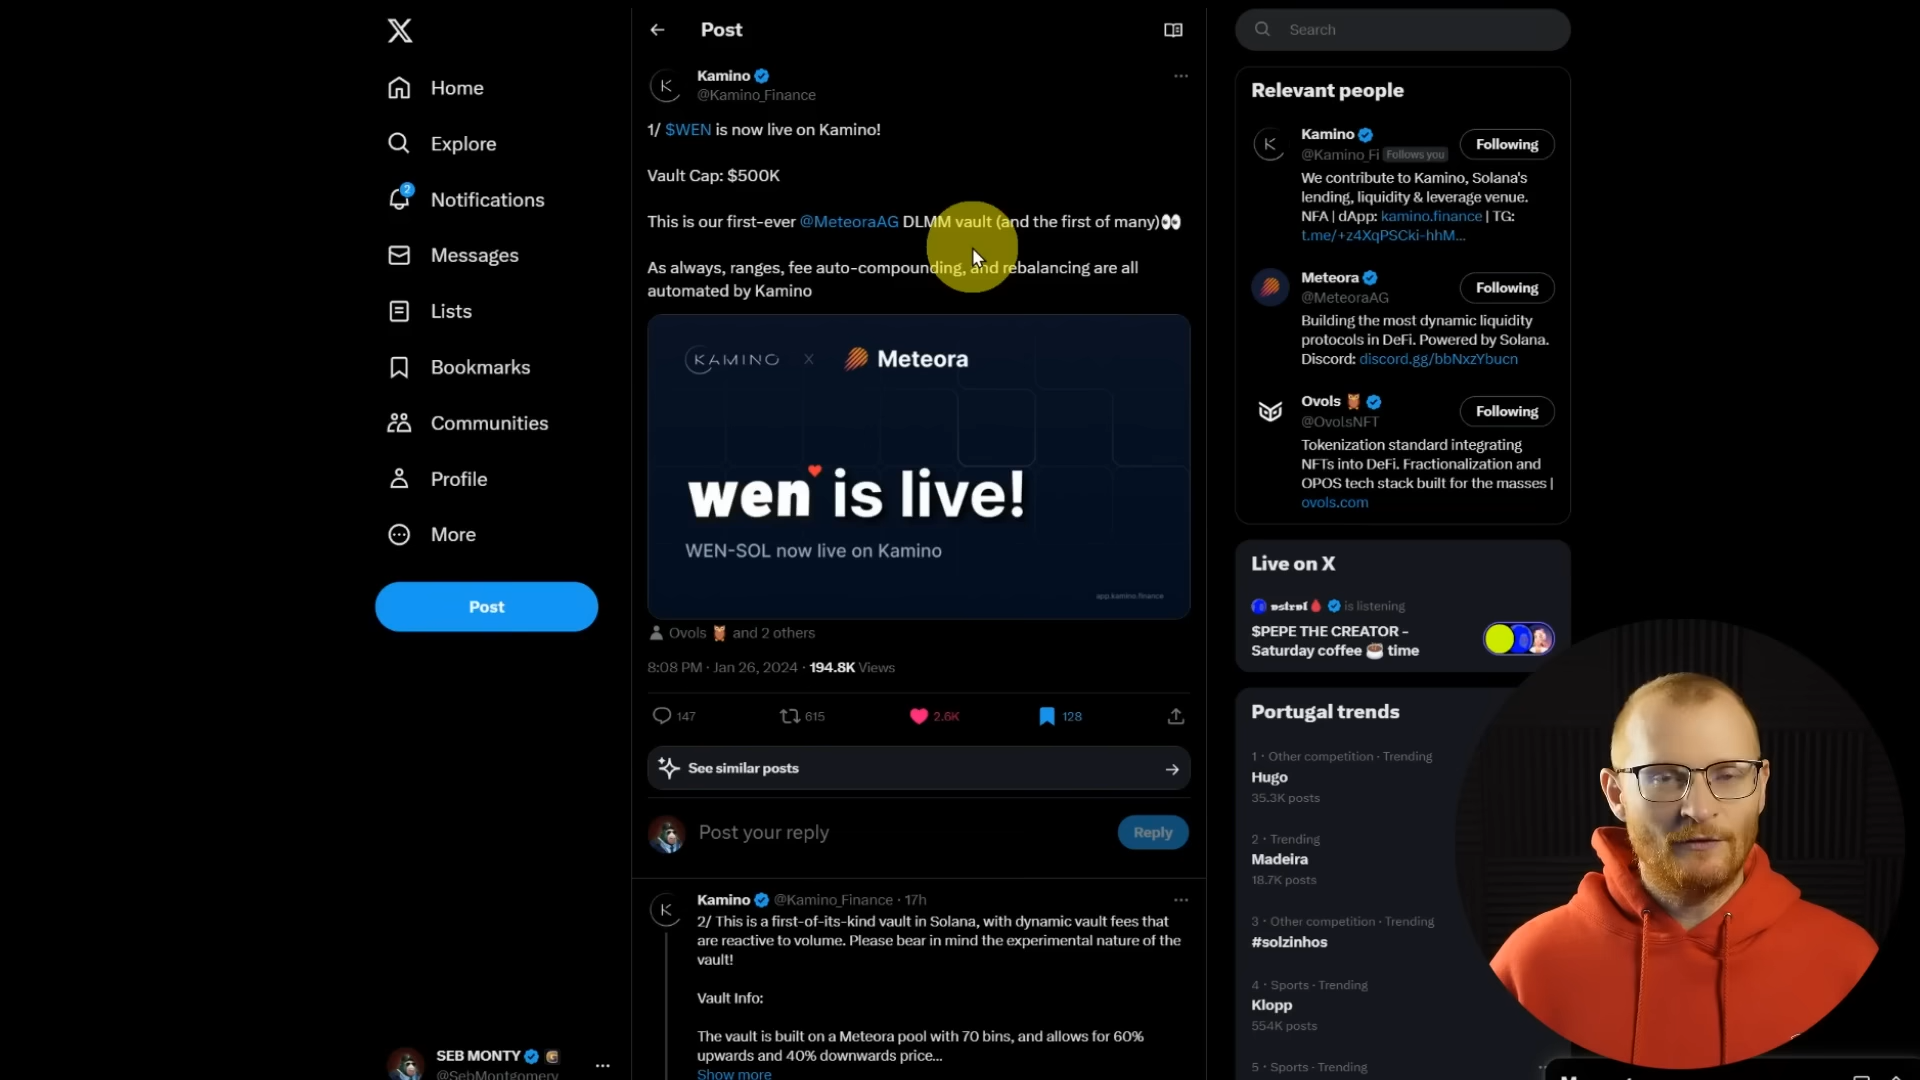 Home
Explore
2
Notifications
Messages
Lists
Bookmarks
Communities
Profile
More
Post
SEB MONTY
@SebMontgomery
Post
Kamino
@Kamino_Finance
1/ $WEN is now live on Kamino!
Vault Cap: $500K
This is our first-ever @MeteoraAG DLMM vault (and the first of many)👀
As always, ranges, fee auto-compounding, and rebalancing are all
automated by Kamino
KAMINO x Meteora
wen is live!
WEN-SOL now live on Kamino
app.kamino.finance
Ovols 🦉 and 2 others
8:08 PM · Jan 26, 2024 · 194.8K Views
147 615 2.6K 128
See similar posts
Post your reply
Reply
Kamino @Kamino_Finance · 17h
2/ This is a first-of-its-kind vault in Solana, with dynamic vault fees that
are reactive to volume. Please bear in mind the experimental nature of the
vault!
Vault Info:
The vault is built on a Meteora pool with 70 bins, and allows for 60%
upwards and 40% downwards price...
Show more
Search
Relevant people
Kamino
Following
@Kamino_Fi Follows you
We contribute to Kamino, Solana's
lending, liquidity & leverage venue.
NFA | dApp: kamino.finance | TG:
t.me/+z4XqPSCki-hhM...
Meteora
Following
@MeteoraAG
Building the most dynamic liquidity
protocols in DeFi. Powered by Solana.
Discord: discord.gg/bbNxzYbucn
Ovols 🦉
Following
@OvolsNFT
Tokenization standard integrating
NFTs into DeFi. Fractionalization and
OPOS tech stack built for the masses |
ovols.com
Live on X
is listening
$PEPE THE CREATOR -
Saturday coffee ☕ time
Portugal trends
1 · Other competition · Trending
Hugo
35.3K posts
2 · Trending
Madeira
18.7K posts
3 · Other competition · Trending
#solzinhos
4 · Sports · Trending
Klopp
554K posts
5 · Sports · Trending